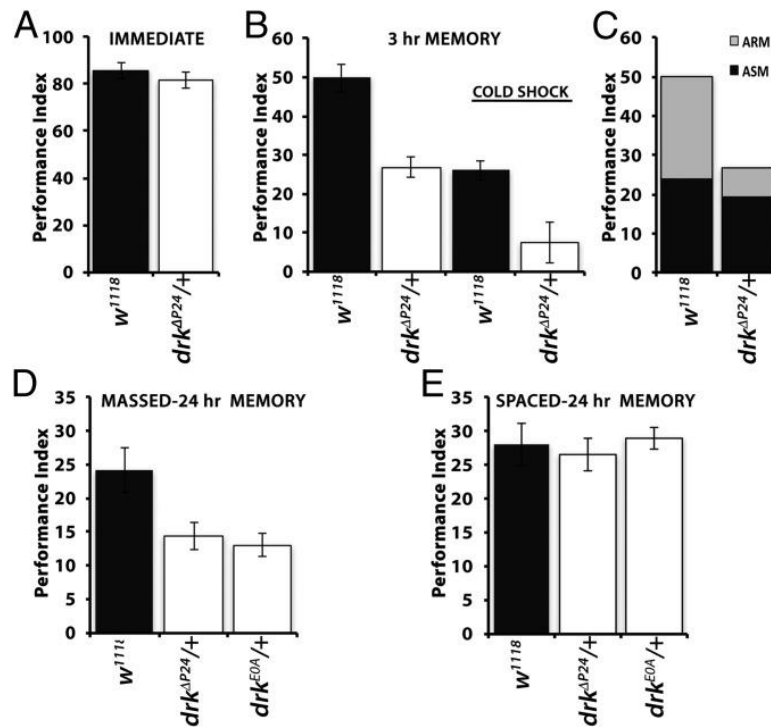 A
IMMEDIATE
Performance Index
100
80
60
40
20
0
w1118
drkΔP24/+
B
3 hr MEMORY
COLD SHOCK
Performance Index
60
50
40
30
20
10
0
w1118
drkΔP24/+
w1118
drkΔP24/+
C
ARM
ASM
Performance Index
60
50
40
30
20
10
0
w1118
drkΔP24/+
D
MASSED-24 hr MEMORY
Performance Index
35
30
25
20
15
10
5
0
w1118
drkΔP24/+
drkE0A/+
E
SPACED-24 hr MEMORY
Performance Index
35
30
25
20
15
10
5
0
w1118
drkΔP24/+
drkE0A/+